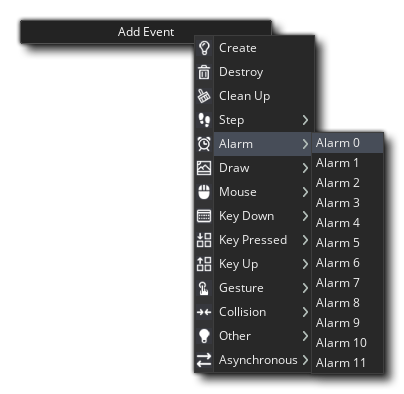 Add Event
Create
Destroy
Clean Up
Step
Alarm
Draw
Mouse
Key Down
Key Pressed
Key Up
Gesture
Collision
Other
Asynchronous
Alarm 0
Alarm 1
Alarm 2
Alarm 3
Alarm 4
Alarm 5
Alarm 6
Alarm 7
Alarm 8
Alarm 9
Alarm 10
Alarm 11